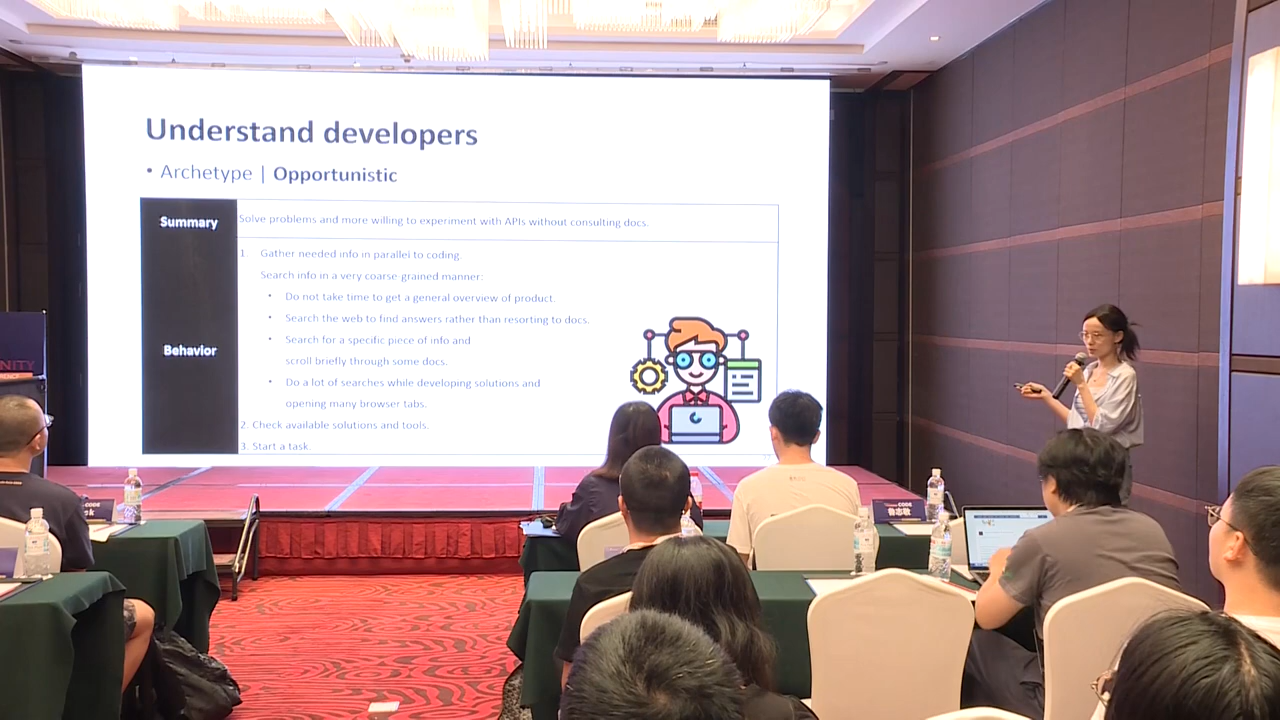 Understand developers
• Archetype | Opportunistic
Summary
Solve problems and more willing to experiment with APIs without consulting docs.
Behavior
1. Gather needed info in parallel to coding.
Search info in a very coarse-grained manner:
• Do not take time to get a general overview of product.
• Search the web to find answers rather than resorting to docs.
• Search for a specific piece of info and
scroll briefly through some docs.
• Do a lot of searches while developing solutions and
opening many browser tabs.
2. Check available solutions and tools.
3. Start a task.
NITY
CODE